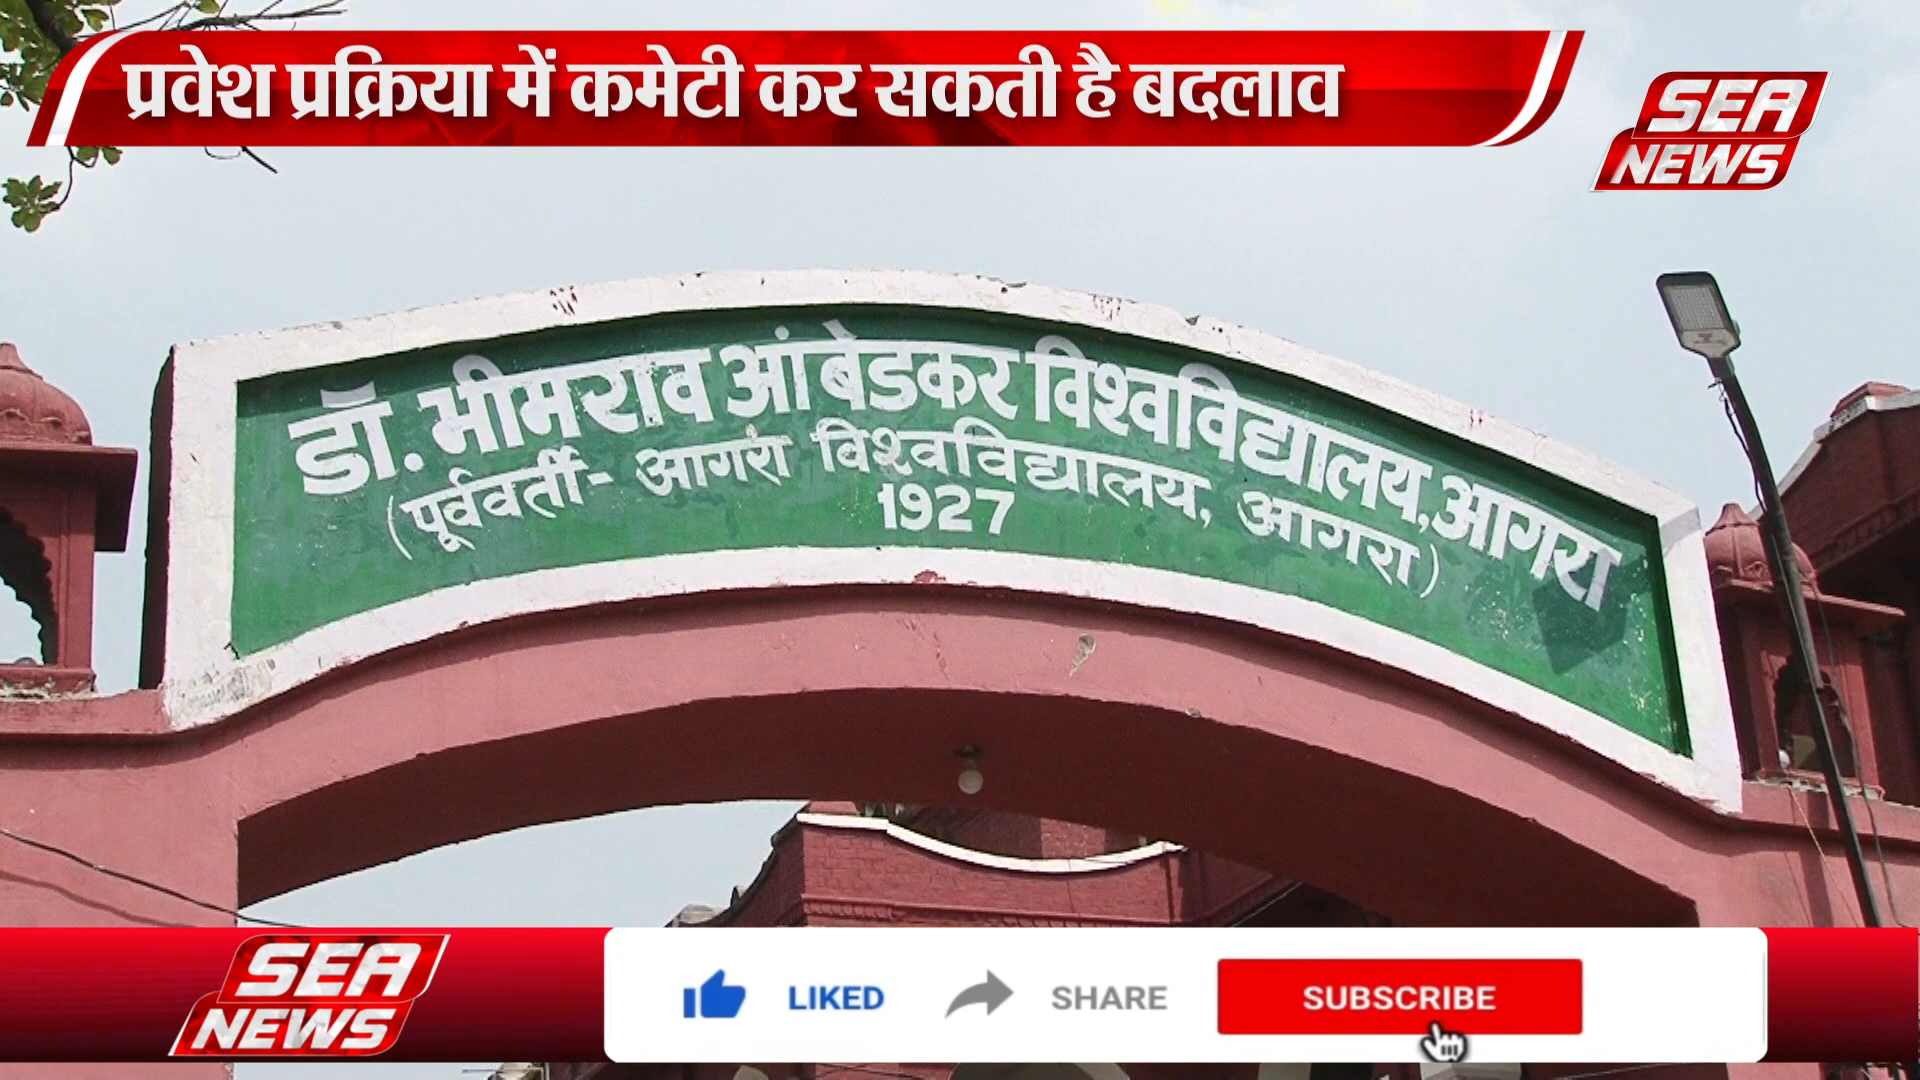 प्रवेश प्रक्रिया में कमेटी कर सकती है बदलाव
SEA
NEWS
डॉ. भीमराव आंबेडकर विश्वविद्यालय, आगरा
(पूर्ववर्ती- आगरा विश्वविद्यालय, आगरा)
1927
SEA
NEWS
LIKED
SHARE
SUBSCRIBE